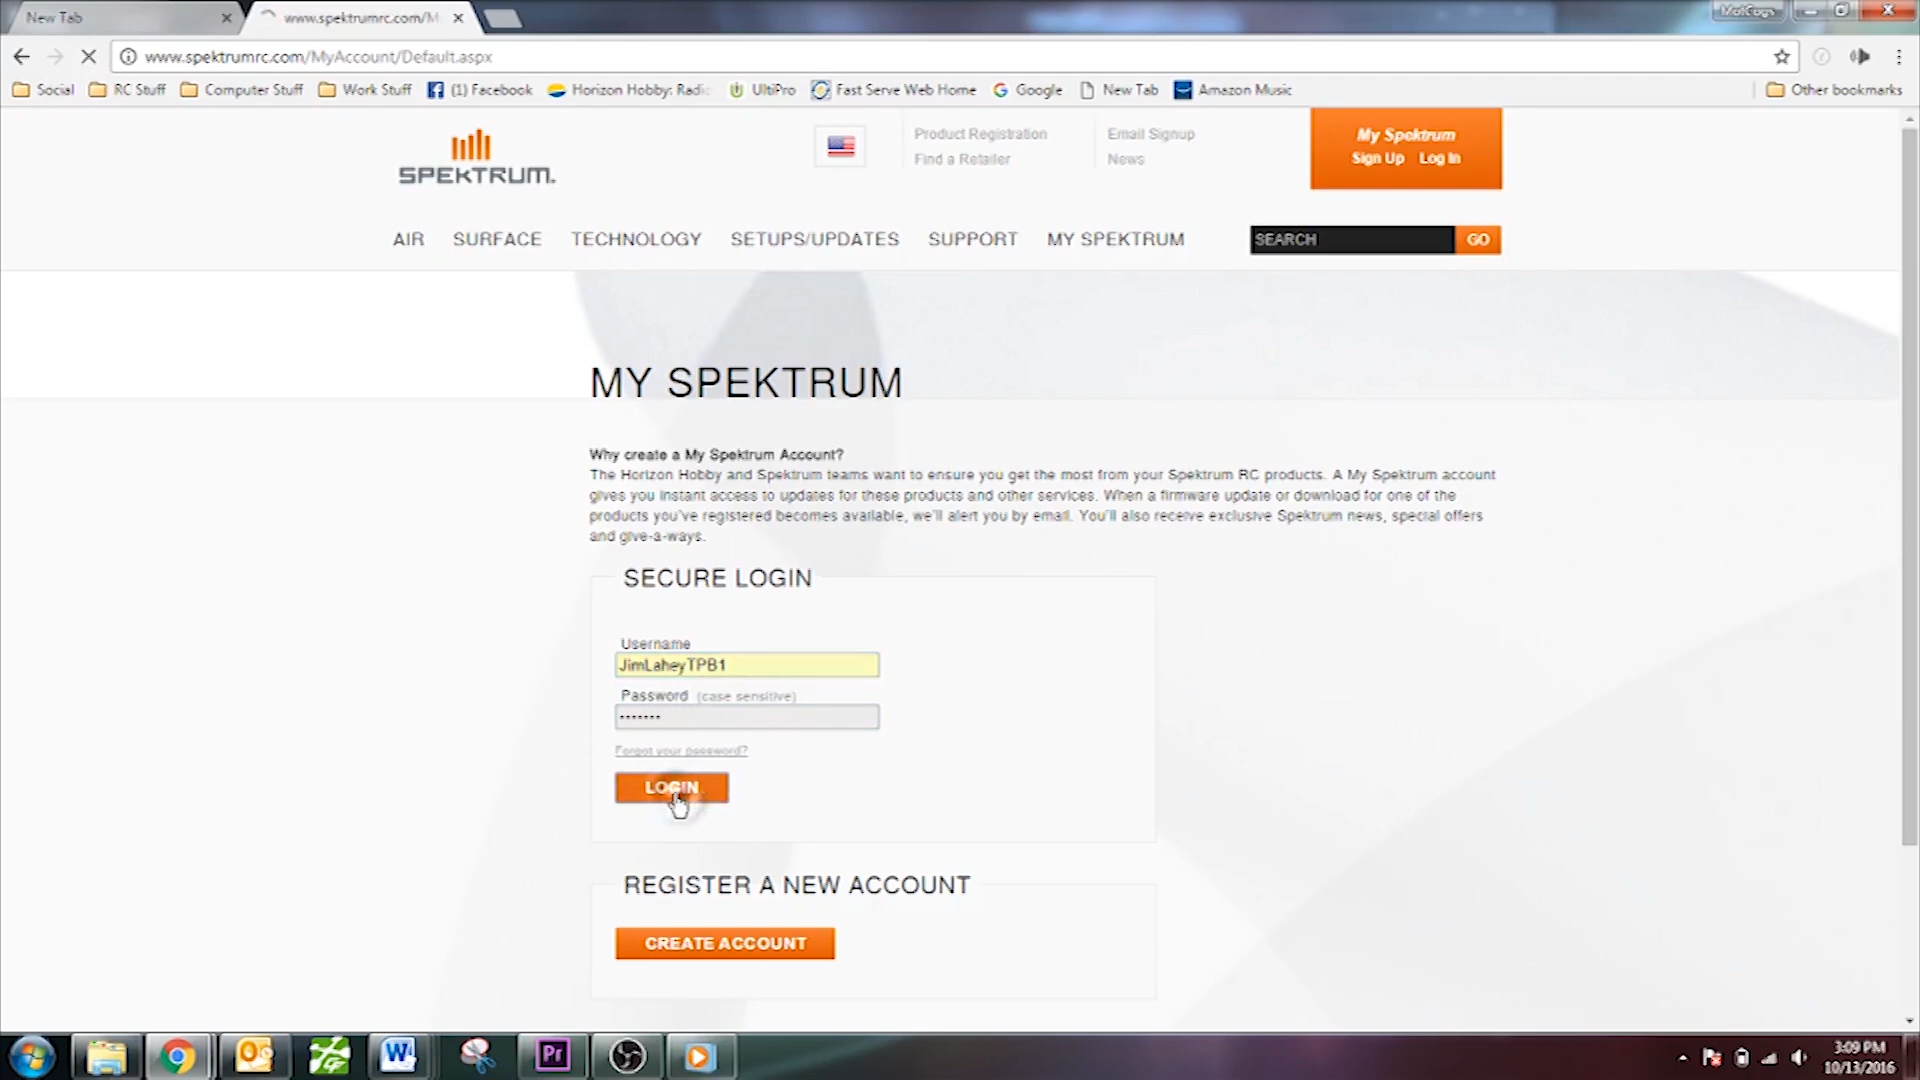 New Tab
www.spektrumrc.com/M
MatCogs
www.spektrumrc.com/MyAccount/Default.aspx
Social
RC Stuff
Computer Stuff
Work Stuff
(1) Facebook
Horizon Hobby: Radi
UltiPro
Fast Serve Web Home
Google
New Tab
Amazon Music
Other bookmarks
SPEKTRUM.
Product Registration
Find a Retailer
Email Signup
News
My Spektrum
Sign Up Log In
AIR SURFACE TECHNOLOGY SETUPS/UPDATES SUPPORT MY SPEKTRUM
SEARCH GO
MY SPEKTRUM
Why create a My Spektrum Account?
The Horizon Hobby and Spektrum teams want to ensure you get the most from your Spektrum RC products. A My Spektrum account
gives you instant access to updates for these products and other services. When a firmware update or download for one of the
products you've registered becomes available, we'll alert you by email. You'll also receive exclusive Spektrum news, special offers
and give-a-ways.
SECURE LOGIN
Username
JimLaheyTPB1
Password (case sensitive)
•••••••
Forgot your password?
LOGIN
REGISTER A NEW ACCOUNT
CREATE ACCOUNT
Pr
3:09 PM
10/13/2016